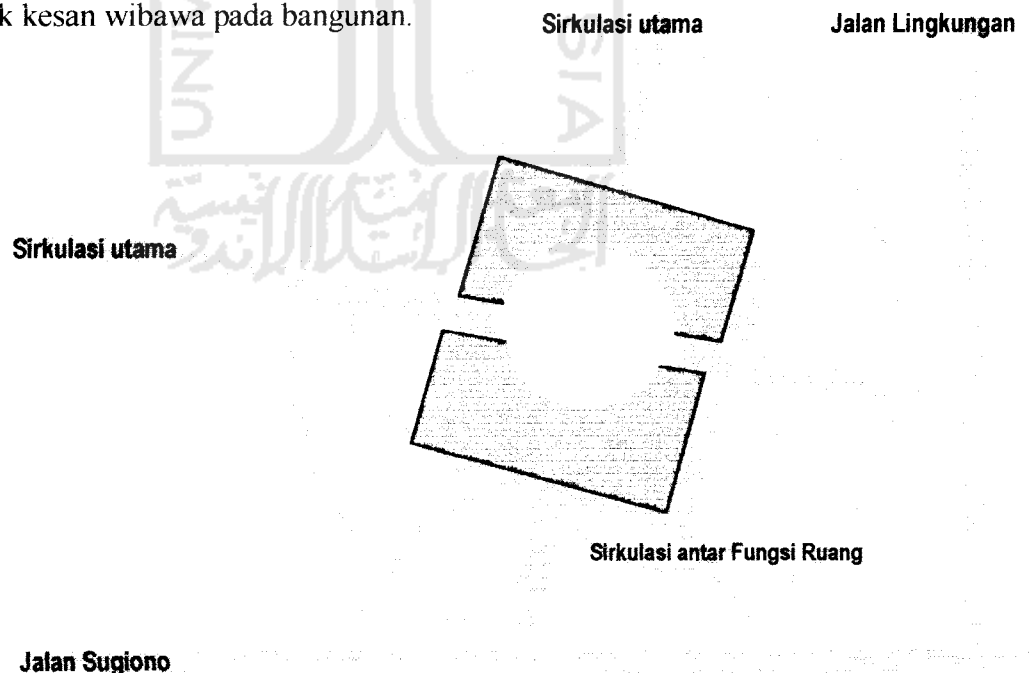 k kesan wibawa pada bangunan.
Sirkulasi utama
Jalan Lingkungan
Sirkulasi utama
Sirkulasi antar Fungsi Ruang
Jalan Sugiono